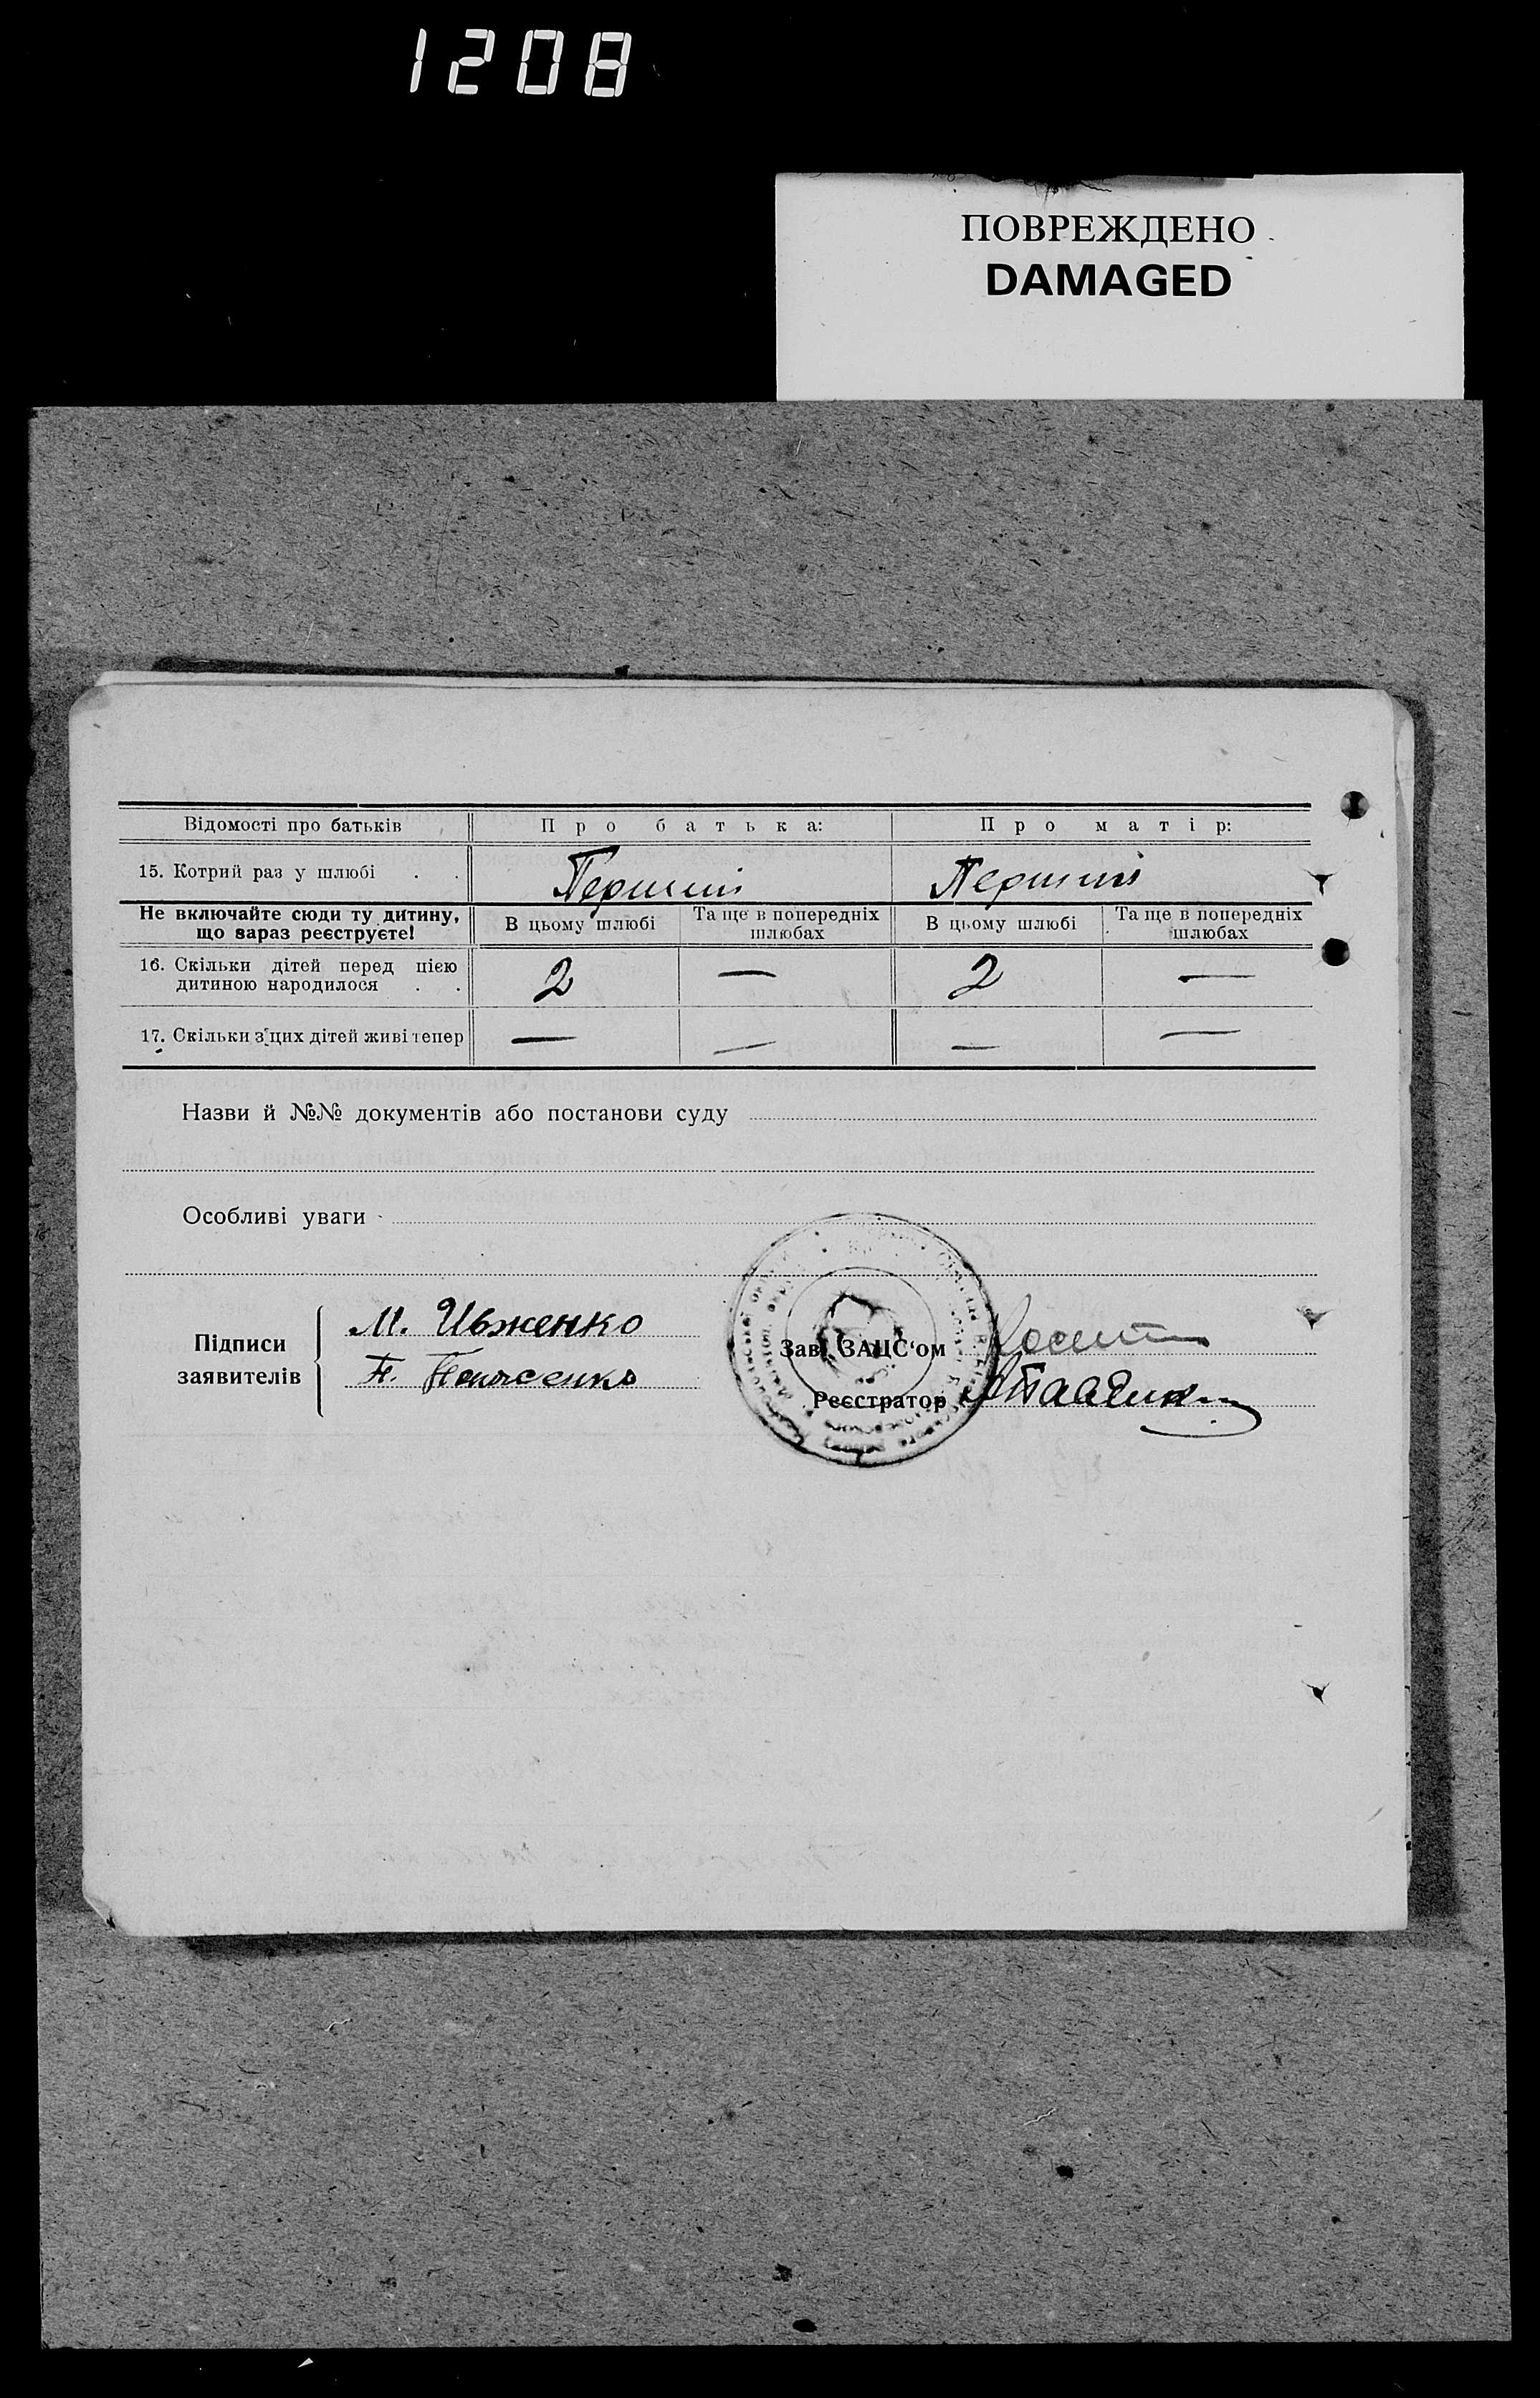 1208
ПОВРЕЖДЕНО
DAMAGED
Відомості про батьків Про батька: Про матір:
15. Котрий раз у шлюбі . . Перший Перший
Не включайте сюди ту дитину, що зараз реєструєте! В цьому шлюбі Та ще в попередніх шлюбах В цьому шлюбі Та ще в попередніх шлюбах
16. Скільки дітей перед цією дитиною народилося . . 2 — 2 —
17. Скільки з цих дітей живі тепер — — — —
Назви й №№ документів або постанови суду
Особливі уваги
Підписи заявителів
М. Ивженко
Зав. ЗАЦС'ом
Реєстратор